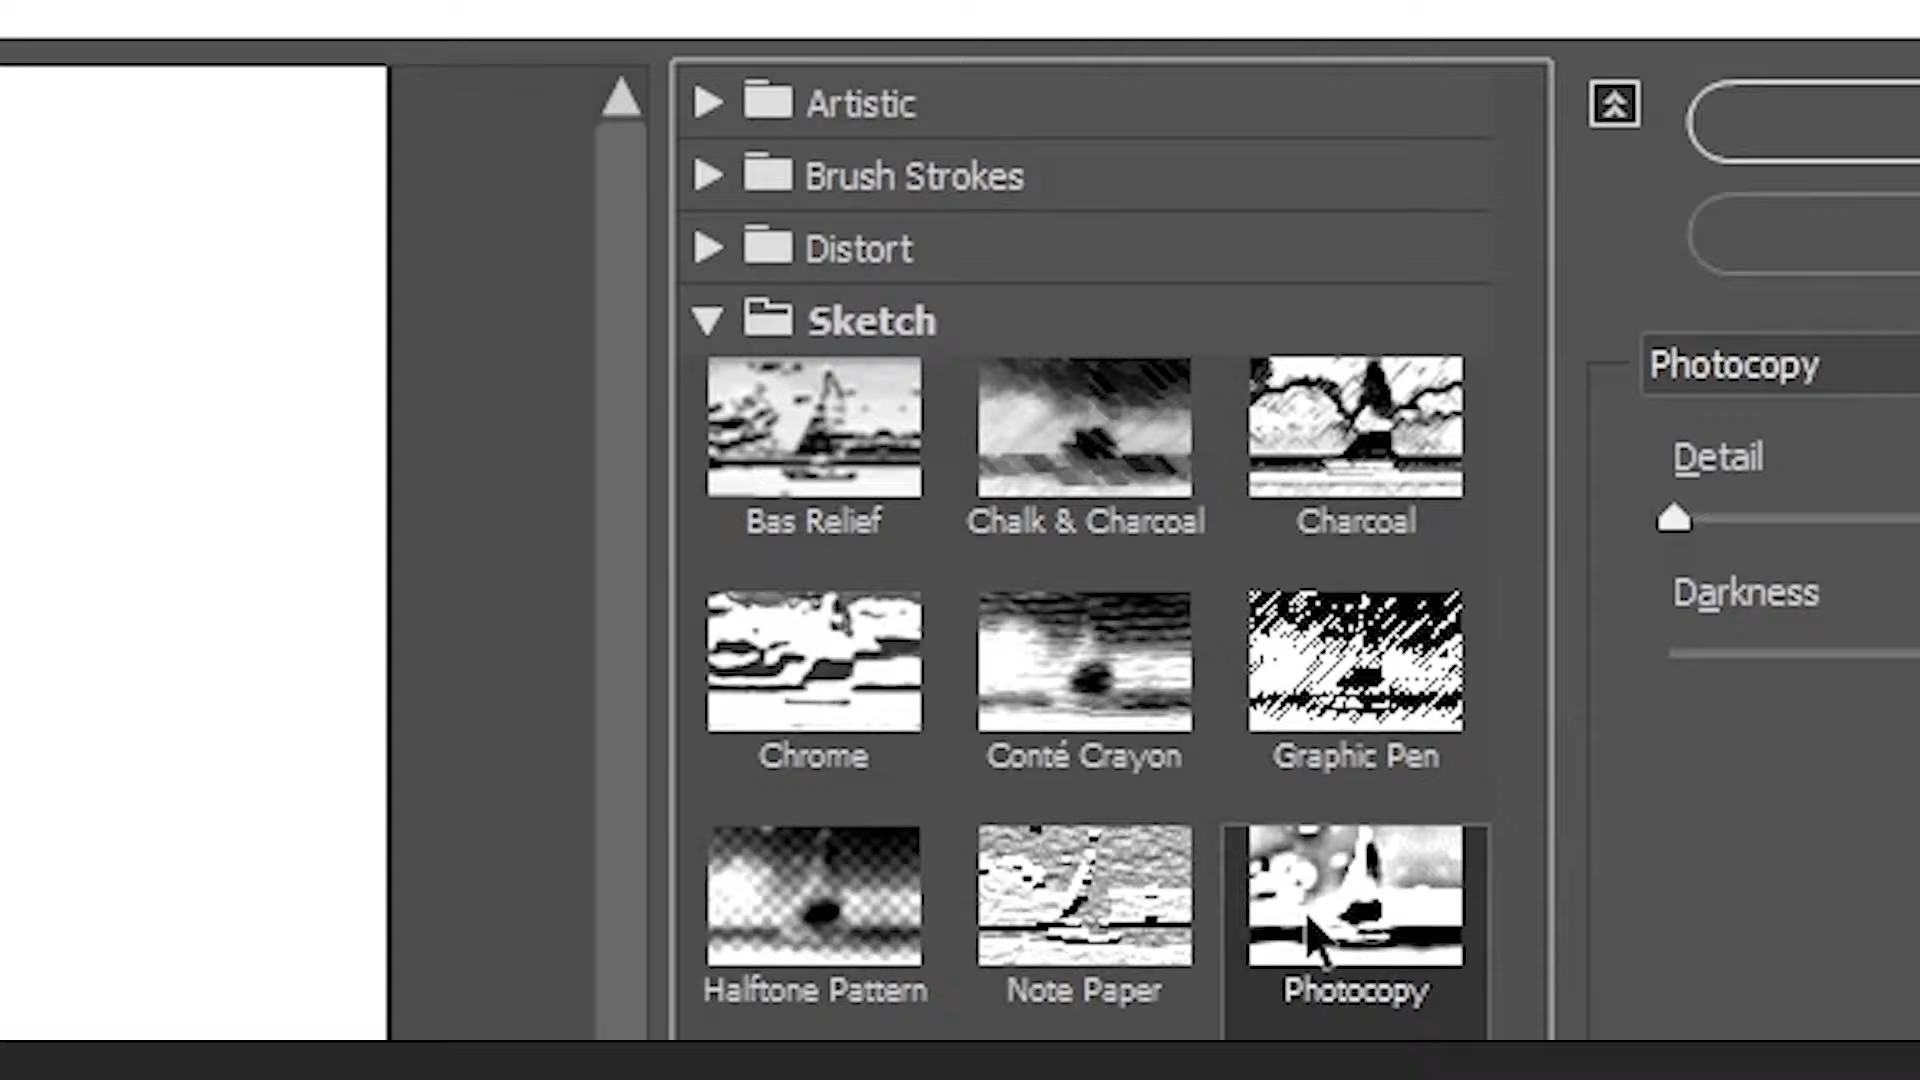 Artistic
Brush Strokes
Distort
Sketch
Photocopy
Detail
Darkness
Bas Relief
Chalk & Charcoal
Charcoal
Chrome
Conté Crayon
Graphic Pen
Halftone Pattern
Note Paper
Photocopy